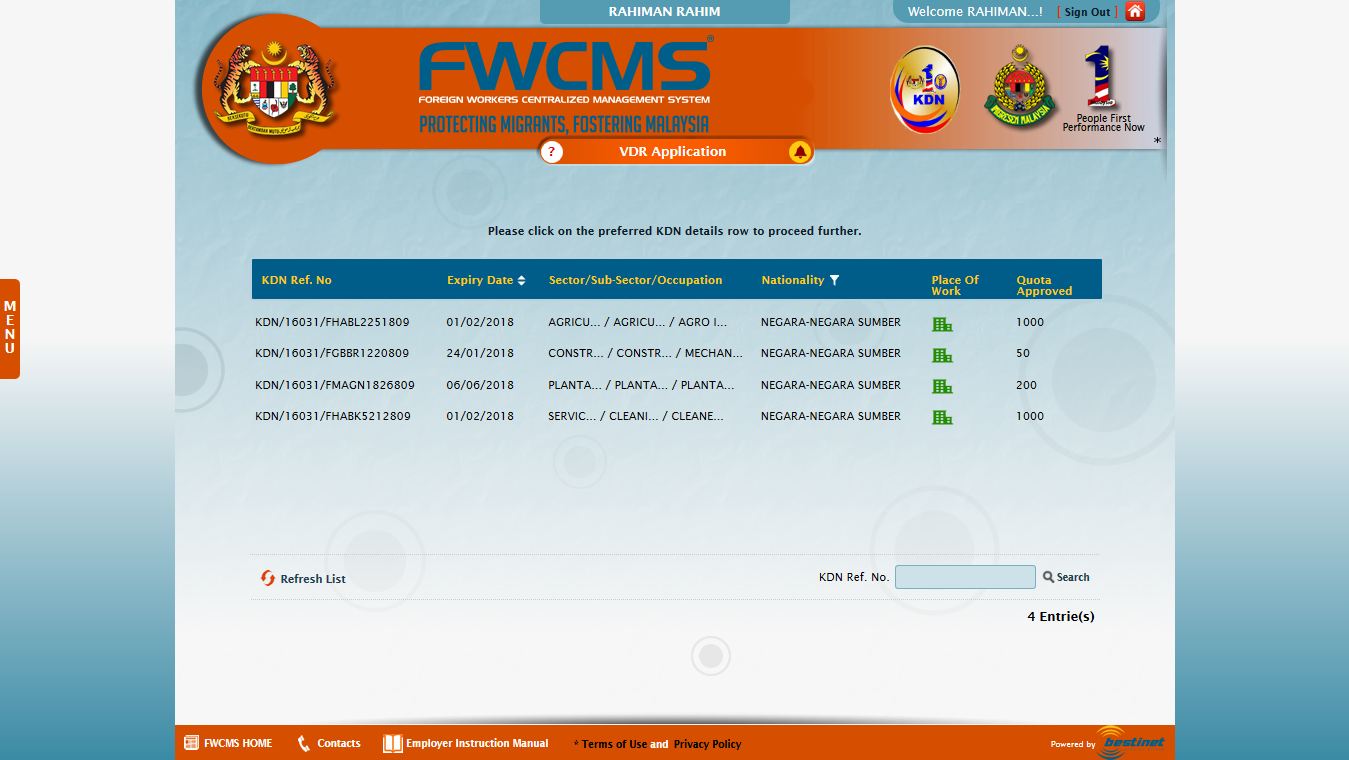 RAHIMAN RAHIM
Welcome RAHIMAN...! [ Sign Out ]
FWCMS®
FOREIGN WORKERS CENTRALIZED MANAGEMENT SYSTEM
PROTECTING MIGRANTS, FOSTERING MALAYSIA
1 KDN
IMIGRESEN MALAYSIA
1
People First
Performance Now
*
? VDR Application
Please click on the preferred KDN details row to proceed further.
MENU
KDN Ref. No Expiry Date Sector/Sub-Sector/Occupation Nationality Place Of Work Quota Approved
KDN/16031/FHABL2251809 01/02/2018 AGRICU... / AGRICU... / AGRO I... NEGARA-NEGARA SUMBER 1000
KDN/16031/FGBBR1220809 24/01/2018 CONSTR... / CONSTR... / MECHAN... NEGARA-NEGARA SUMBER 50
KDN/16031/FMAGN1826809 06/06/2018 PLANTA... / PLANTA... / PLANTA... NEGARA-NEGARA SUMBER 200
KDN/16031/FHABK5212809 01/02/2018 SERVIC... / CLEANI... / CLEANE... NEGARA-NEGARA SUMBER 1000
Refresh List KDN Ref. No. Search
4 Entrie(s)
FWCMS HOME Contacts Employer Instruction Manual * Terms of Use and Privacy Policy Powered by bestinet